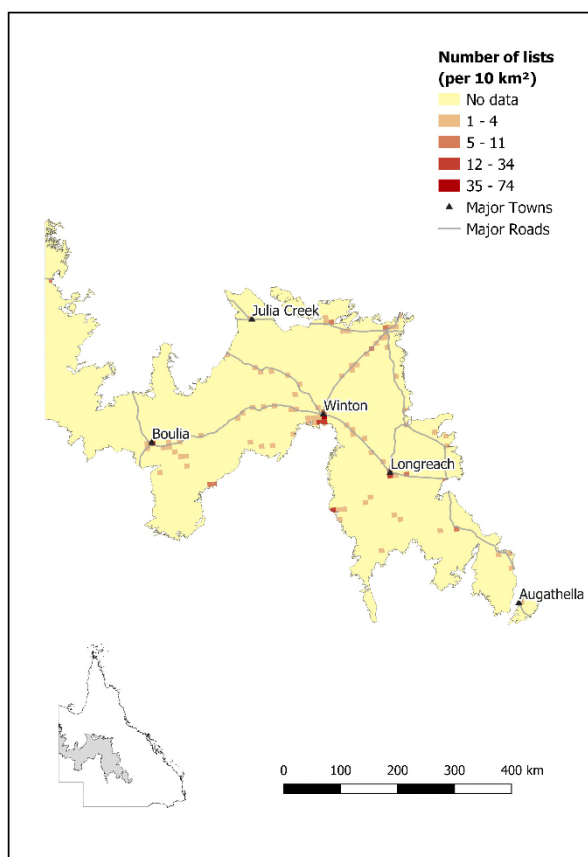 Number of lists
(per 10 km²)
No data
1 - 4
5 - 11
12 - 34
35 - 74
Major Towns
Major Roads
Julia Creek
Winton
Boulia
Longreach
Augathella
0 100 200 300 400 km